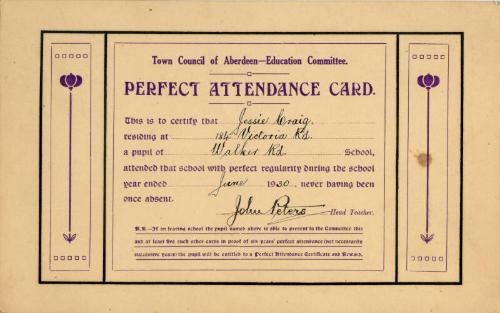 Town Council of Aberdeen—Education Committee.
PERFECT ATTENDANCE CARD.
This is to certify that Jessie Craig
residing at 184 Victoria Rd.
a pupil of Walker Rd School,
attended that school with perfect regularity during the school
year ended June 1930 never having been
once absent.
John Peters —Head Teacher.
N.B.—If on leaving school the pupil named above is able to present to the Committee this
and at least five such other cards in proof of six years' perfect attendance (not necessarily
successive years) the pupil will be entitled to a Perfect Attendance Certificate and Reward.